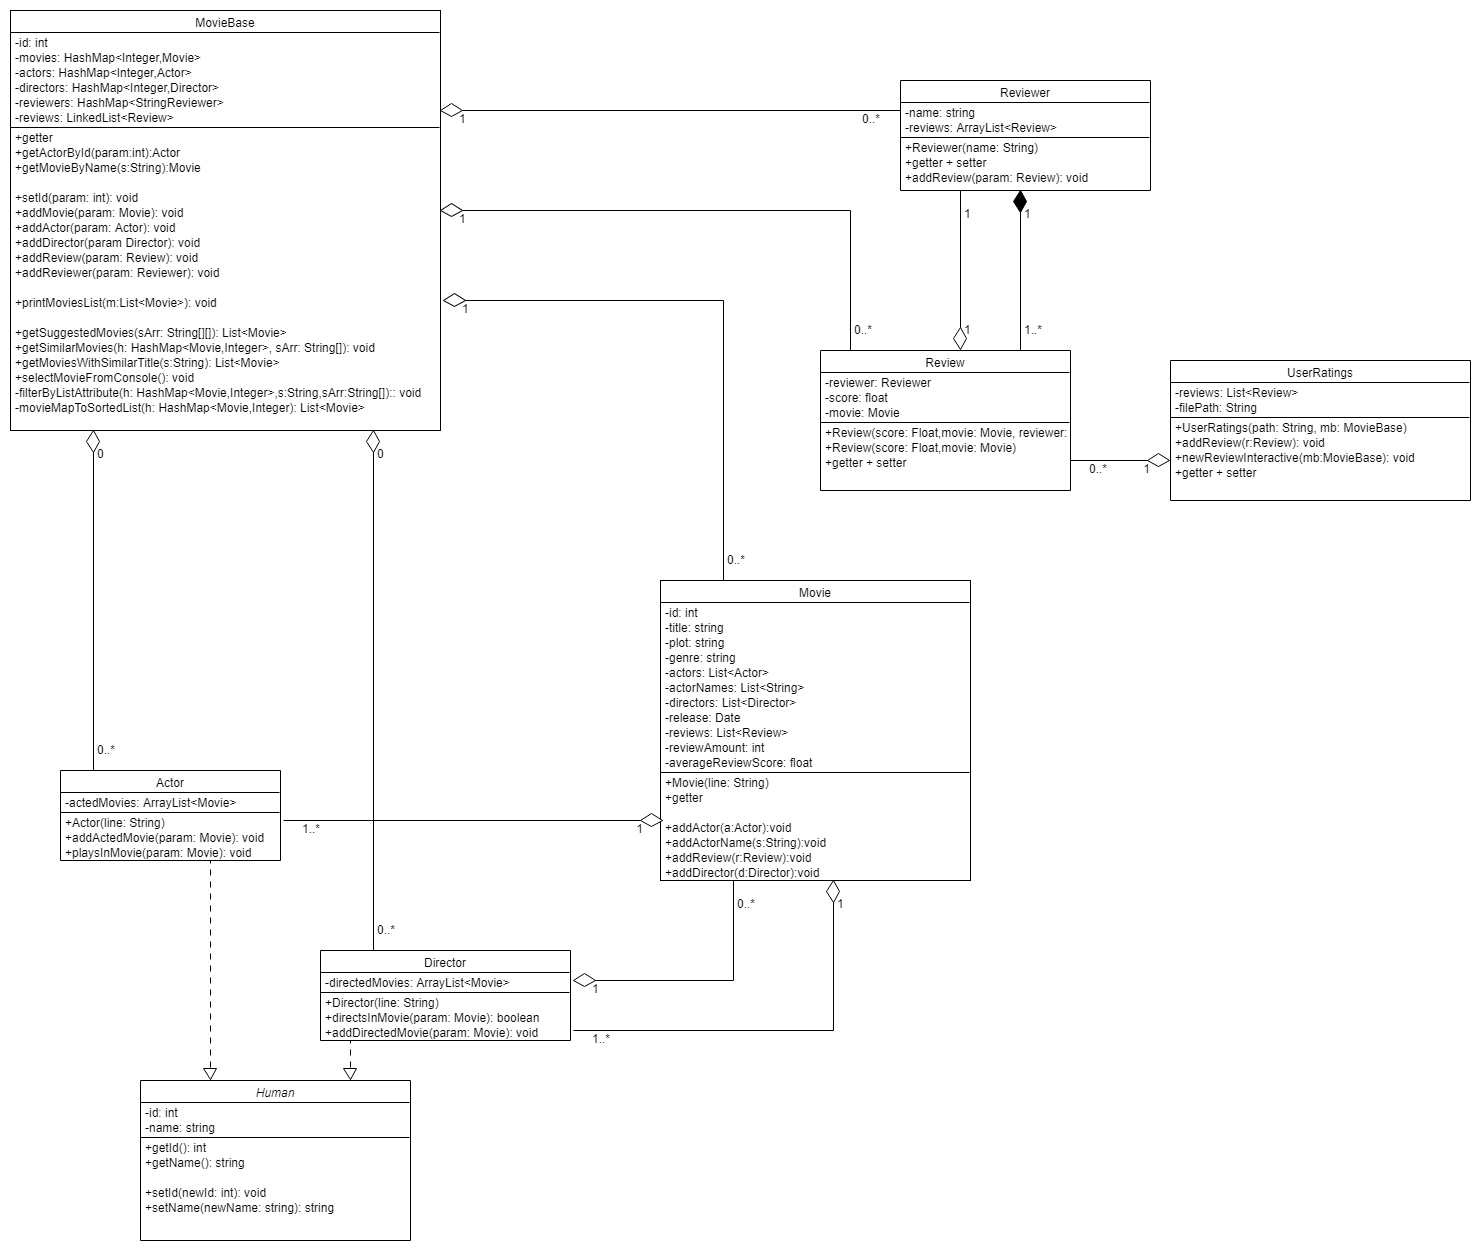 MovieBase
-id: int
-movies: HashMap<Integer,Movie>
-actors: HashMap<Integer,Actor>
-directors: HashMap<Integer,Director>
-reviewers: HashMap<StringReviewer>
-reviews: LinkedList<Review>
+getter
+getActorById(param:int):Actor
+getMovieByName(s:String):Movie
+setId(param: int): void
+addMovie(param: Movie): void
+addActor(param: Actor): void
+addDirector(param Director): void
+addReview(param: Review): void
+addReviewer(param: Reviewer): void
+printMoviesList(m:List<Movie>): void
+getSuggestedMovies(sArr: String[][]): List<Movie>
+getSimilarMovies(h: HashMap<Movie,Integer>, sArr: String[]): void
+getMoviesWithSimilarTitle(s:String): List<Movie>
+selectMovieFromConsole(): void
-filterByListAttribute(h: HashMap<Movie,Integer>,s:String,sArr:String[]):: void
-movieMapToSortedList(h: HashMap<Movie,Integer): List<Movie>
1
0..*
Reviewer
-name: string
-reviews: ArrayList<Review>
+Reviewer(name: String)
+getter + setter
+addReview(param: Review): void
1
1
1
1..*
1
0..*
Review
-reviewer: Reviewer
-score: float
-movie: Movie
+Review(score: Float,movie: Movie, reviewer:
+Review(score: Float,movie: Movie)
+getter + setter
0..*
1
UserRatings
-reviews: List<Review>
-filePath: String
+UserRatings(path: String, mb: MovieBase)
+addReview(r:Review): void
+newReviewInteractive(mb:MovieBase): void
+getter + setter
1
0..*
Movie
-id: int
-title: string
-plot: string
-genre: string
-actors: List<Actor>
-actorNames: List<String>
-directors: List<Director>
-release: Date
-reviews: List<Review>
-reviewAmount: int
-averageReviewScore: float
+Movie(line: String)
+getter
+addActor(a:Actor):void
+addActorName(s:String):void
+addReview(r:Review):void
+addDirector(d:Director):void
0
0..*
Actor
-actedMovies: ArrayList<Movie>
+Actor(line: String)
+addActedMovie(param: Movie): void
+playsInMovie(param: Movie): void
1..*
1
0
0..*
Director
-directedMovies: ArrayList<Movie>
+Director(line: String)
+directsInMovie(param: Movie): boolean
+addDirectedMovie(param: Movie): void
0..*
1
1
1..*
Human
-id: int
-name: string
+getId(): int
+getName(): string
+setId(newId: int): void
+setName(newName: string): string